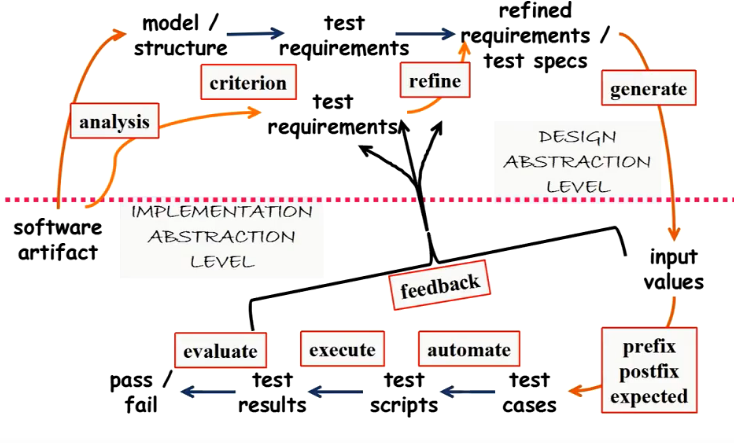 model /
structure
test
requirements
refined
requirements /
test specs
criterion
refine
generate
analysis
test
requirements
DESIGN
ABSTRACTION
LEVEL
software
artifact
IMPLEMENTATION
ABSTRACTION
LEVEL
input
values
feedback
evaluate
execute
automate
prefix
postfix
expected
pass /
fail
test
results
test
scripts
test
cases